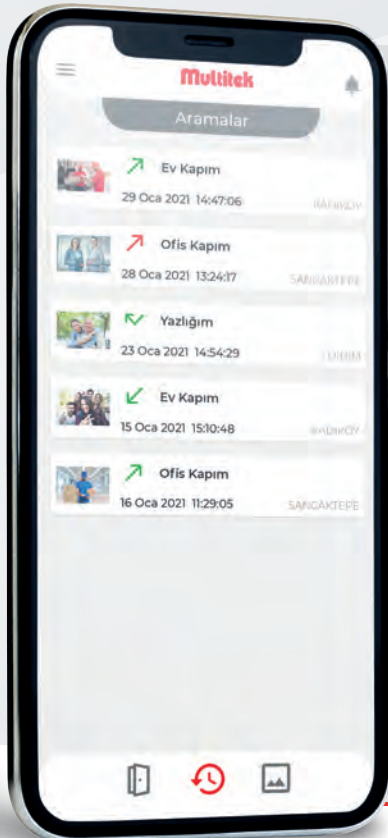 Multitek
Aramalar
Ev Kapım
29 Oca 2021 14:47:06
KADIKÖY
Ofis Kapım
28 Oca 2021 13:24:17
SANCAKTEPE
Yazlığım
23 Oca 2021 14:54:29
Ev Kapım
15 Oca 2021 15:10:48
KADIKÖY
Ofis Kapım
16 Oca 2021 11:29:05
SANCAKTEPE